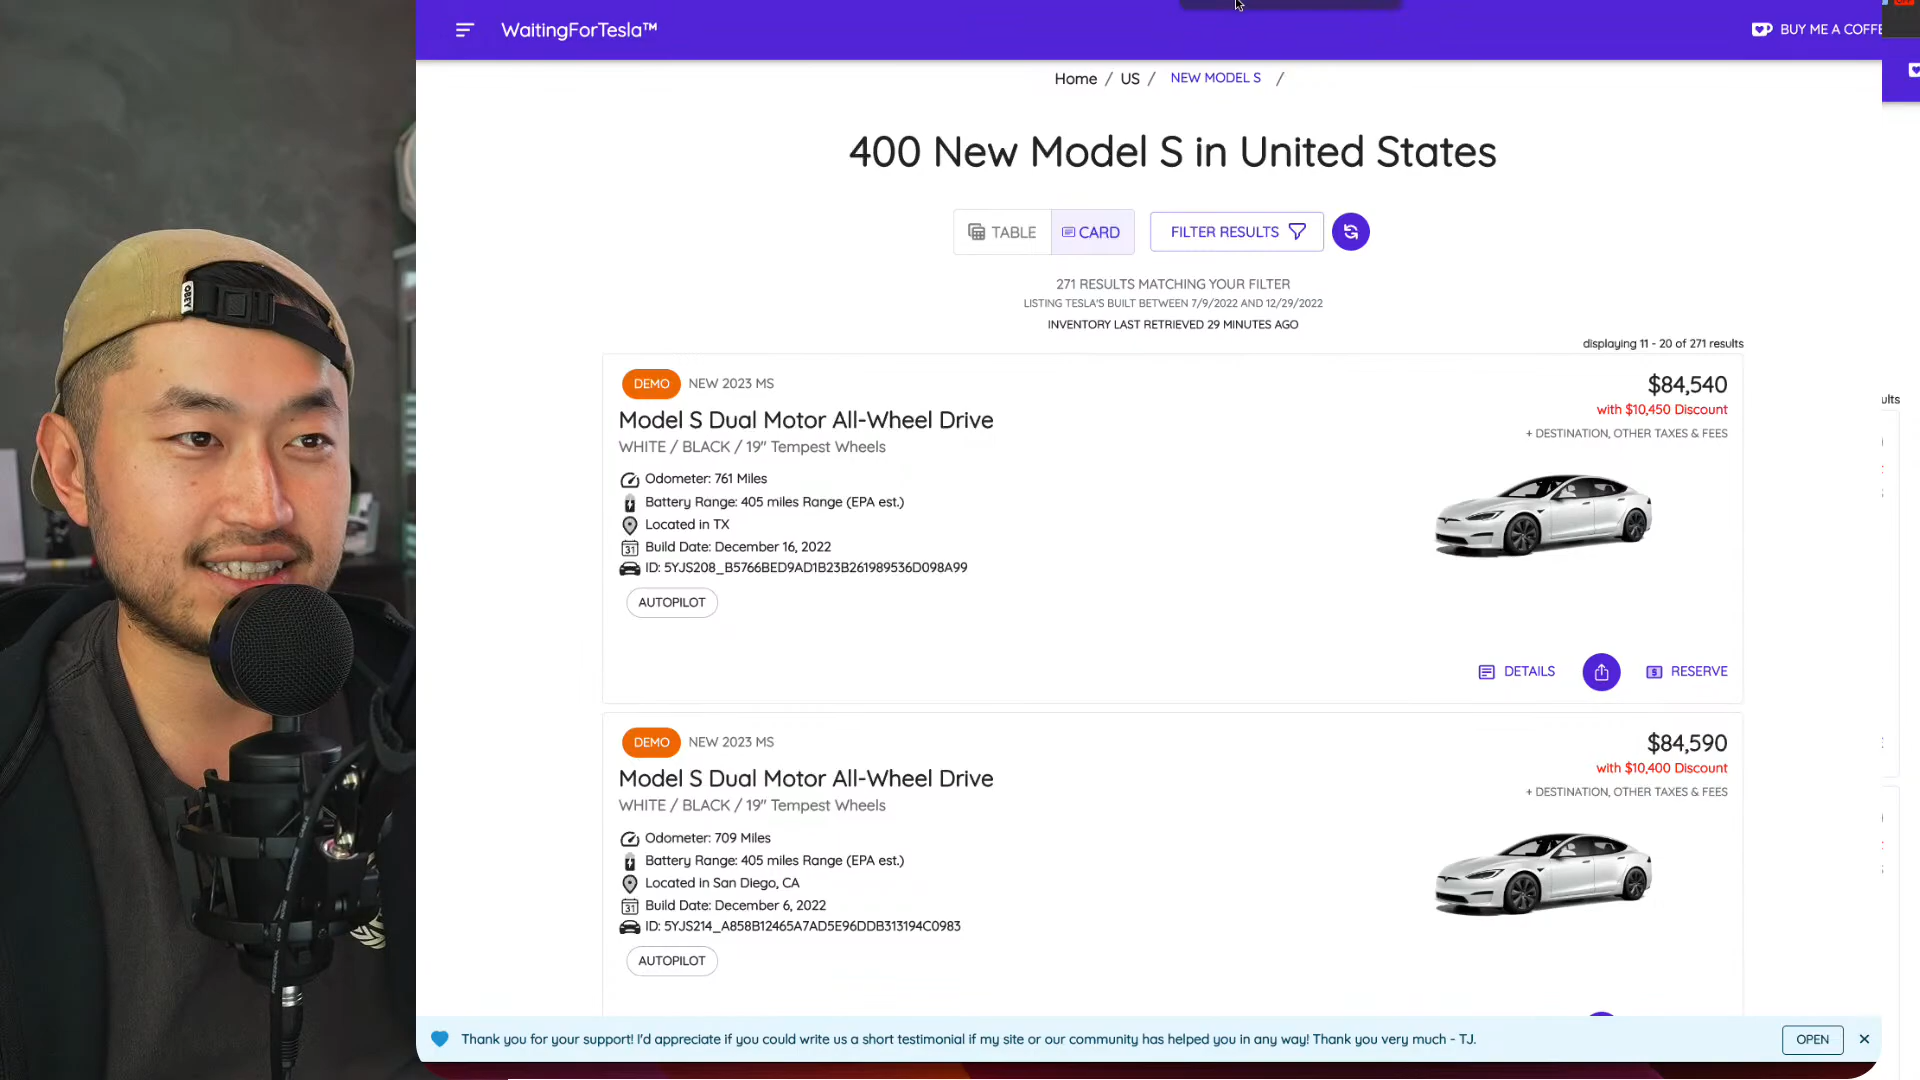 WaitingForTesla™
BUY ME A COFFE
Home / US / NEW MODEL S /
400 New Model S in United States
TABLE
CARD
FILTER RESULTS
271 RESULTS MATCHING YOUR FILTER
LISTING TESLA'S BUILT BETWEEN 7/9/2022 AND 12/29/2022
INVENTORY LAST RETRIEVED 29 MINUTES AGO
displaying 11 - 20 of 271 results
ults
DEMO NEW 2023 MS
$84,540
Model S Dual Motor All-Wheel Drive
with $10,450 Discount
WHITE / BLACK / 19" Tempest Wheels
+ DESTINATION, OTHER TAXES & FEES
Odometer: 761 Miles
Battery Range: 405 miles Range (EPA est.)
Located in TX
Build Date: December 16, 2022
ID: 5YJS208_B5766BED9AD1B23B261989536D098A99
AUTOPILOT
DETAILS
RESERVE
DEMO NEW 2023 MS
$84,590
Model S Dual Motor All-Wheel Drive
with $10,400 Discount
WHITE / BLACK / 19" Tempest Wheels
+ DESTINATION, OTHER TAXES & FEES
Odometer: 709 Miles
Battery Range: 405 miles Range (EPA est.)
Located in San Diego, CA
Build Date: December 6, 2022
ID: 5YJS214_A858B12465A7AD5E96DDB313194C0983
AUTOPILOT
Thank you for your support! I'd appreciate if you could write us a short testimonial if my site or our community has helped you in any way! Thank you very much - TJ.
OPEN
OBEY